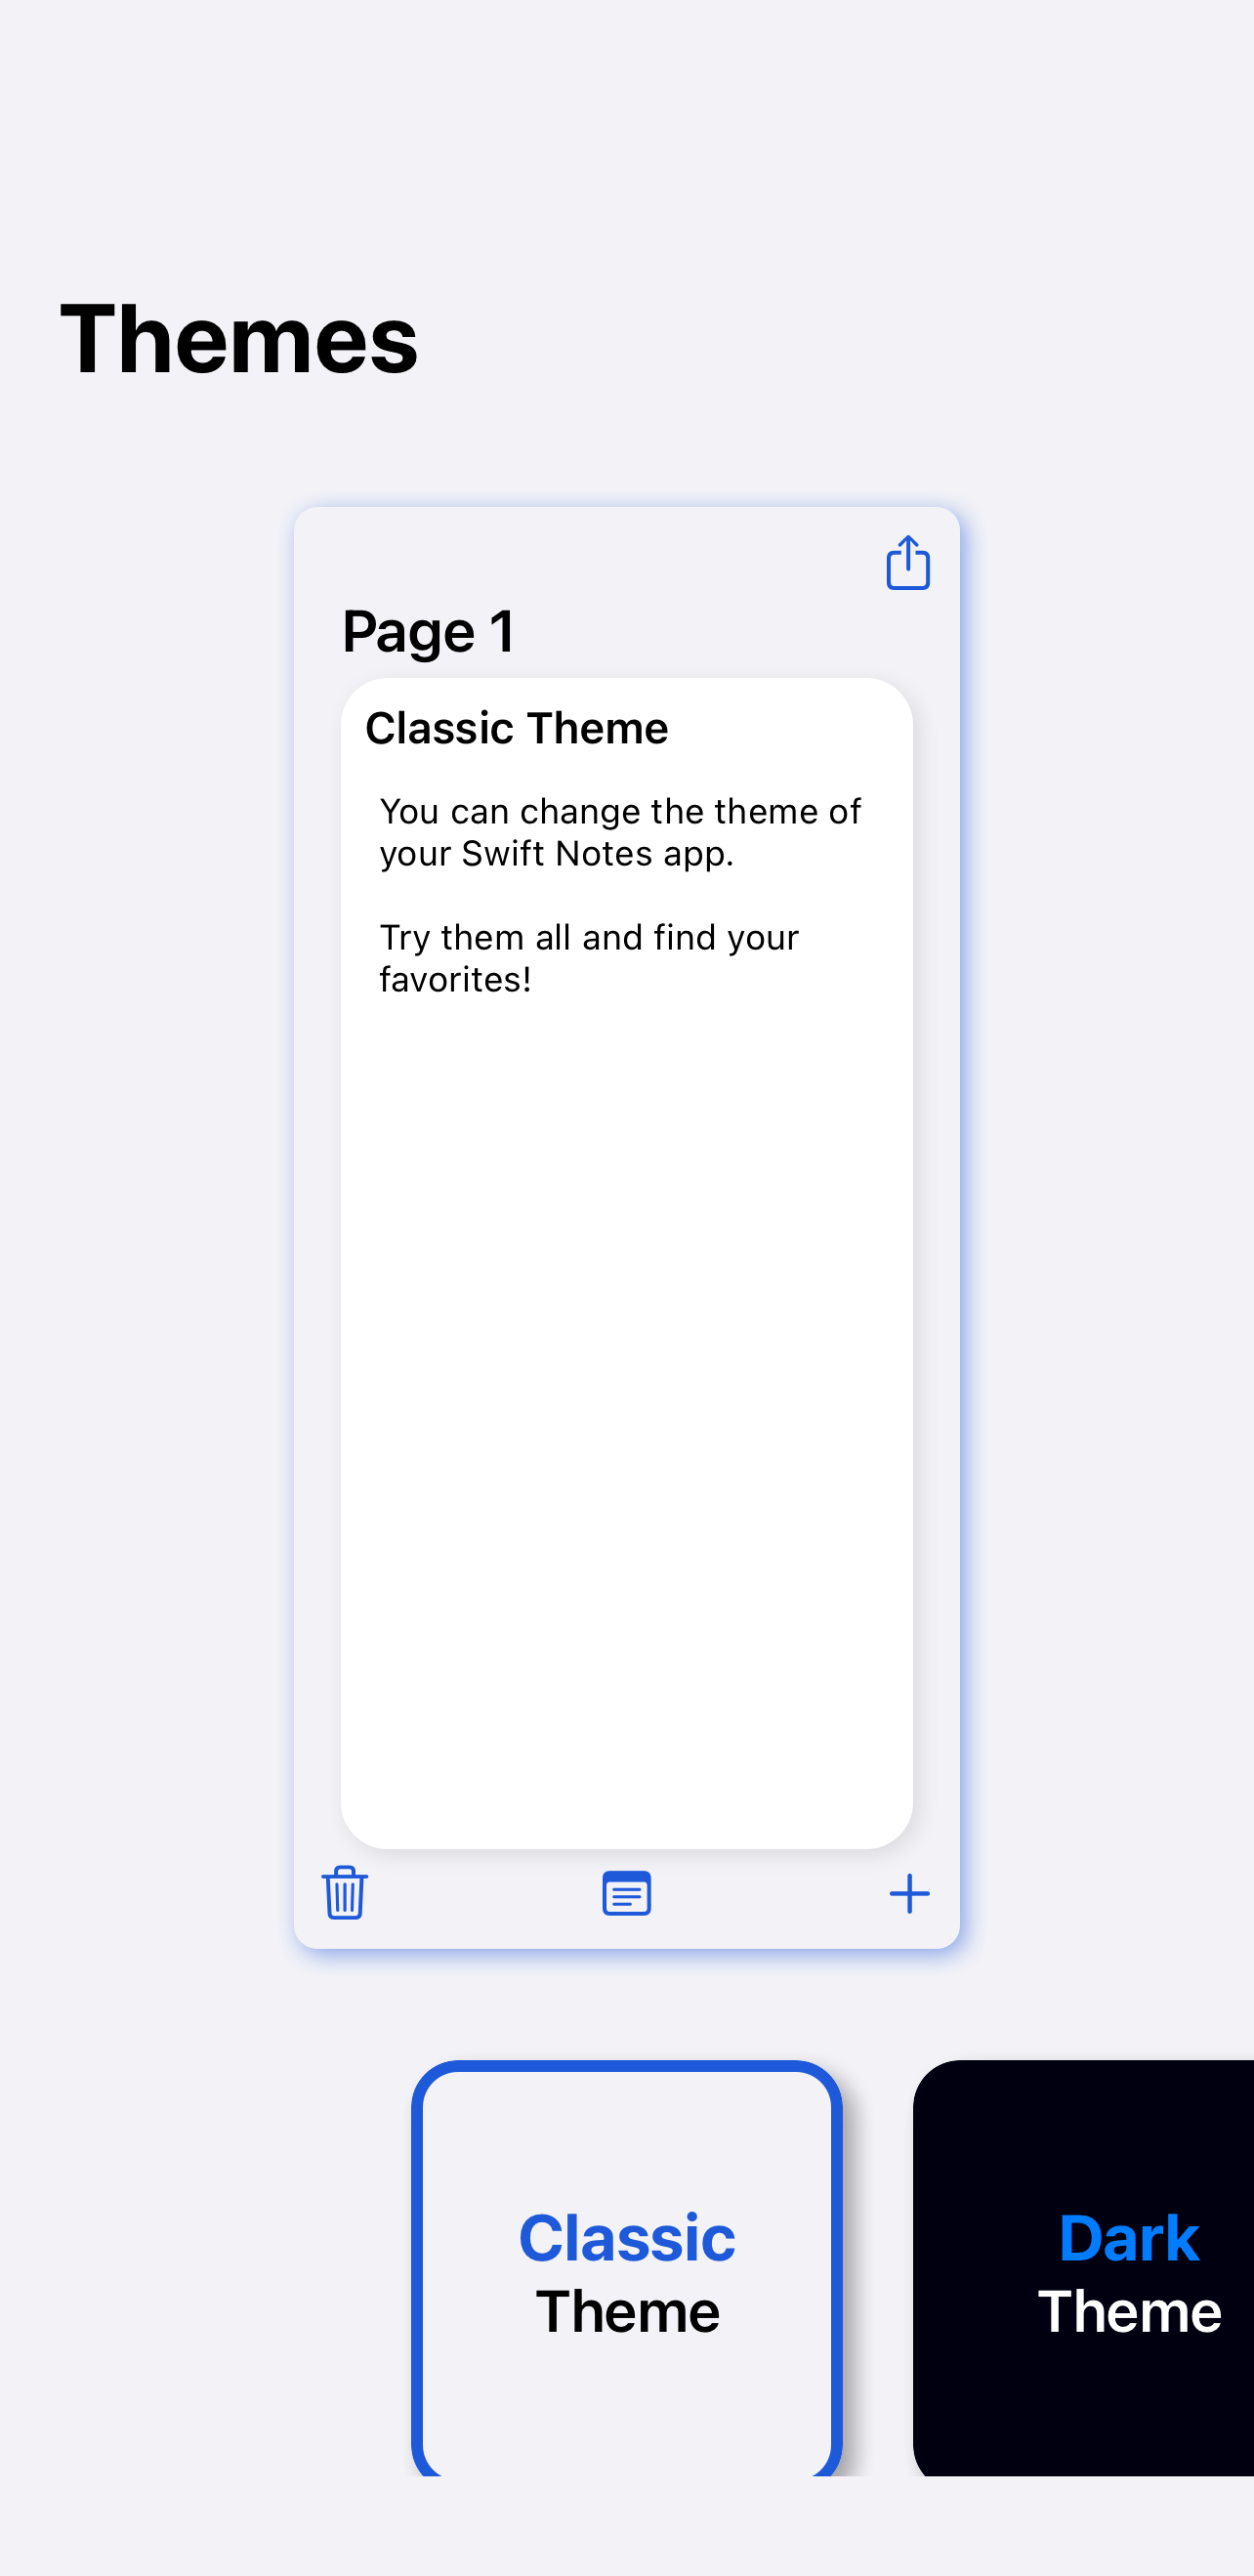 Themes
Page 1
Classic Theme
You can change the theme of
your Swift Notes app.
Try them all and find your
favorites!
Classic
Theme
Dark
Theme